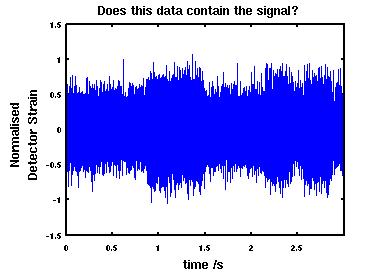 Does this data contain the signal?
1.5
1
0.5
0
-0.5
-1
-1.5
Normalised
Detector Strain
0 0.5 1 1.5 2 2.5
time /s